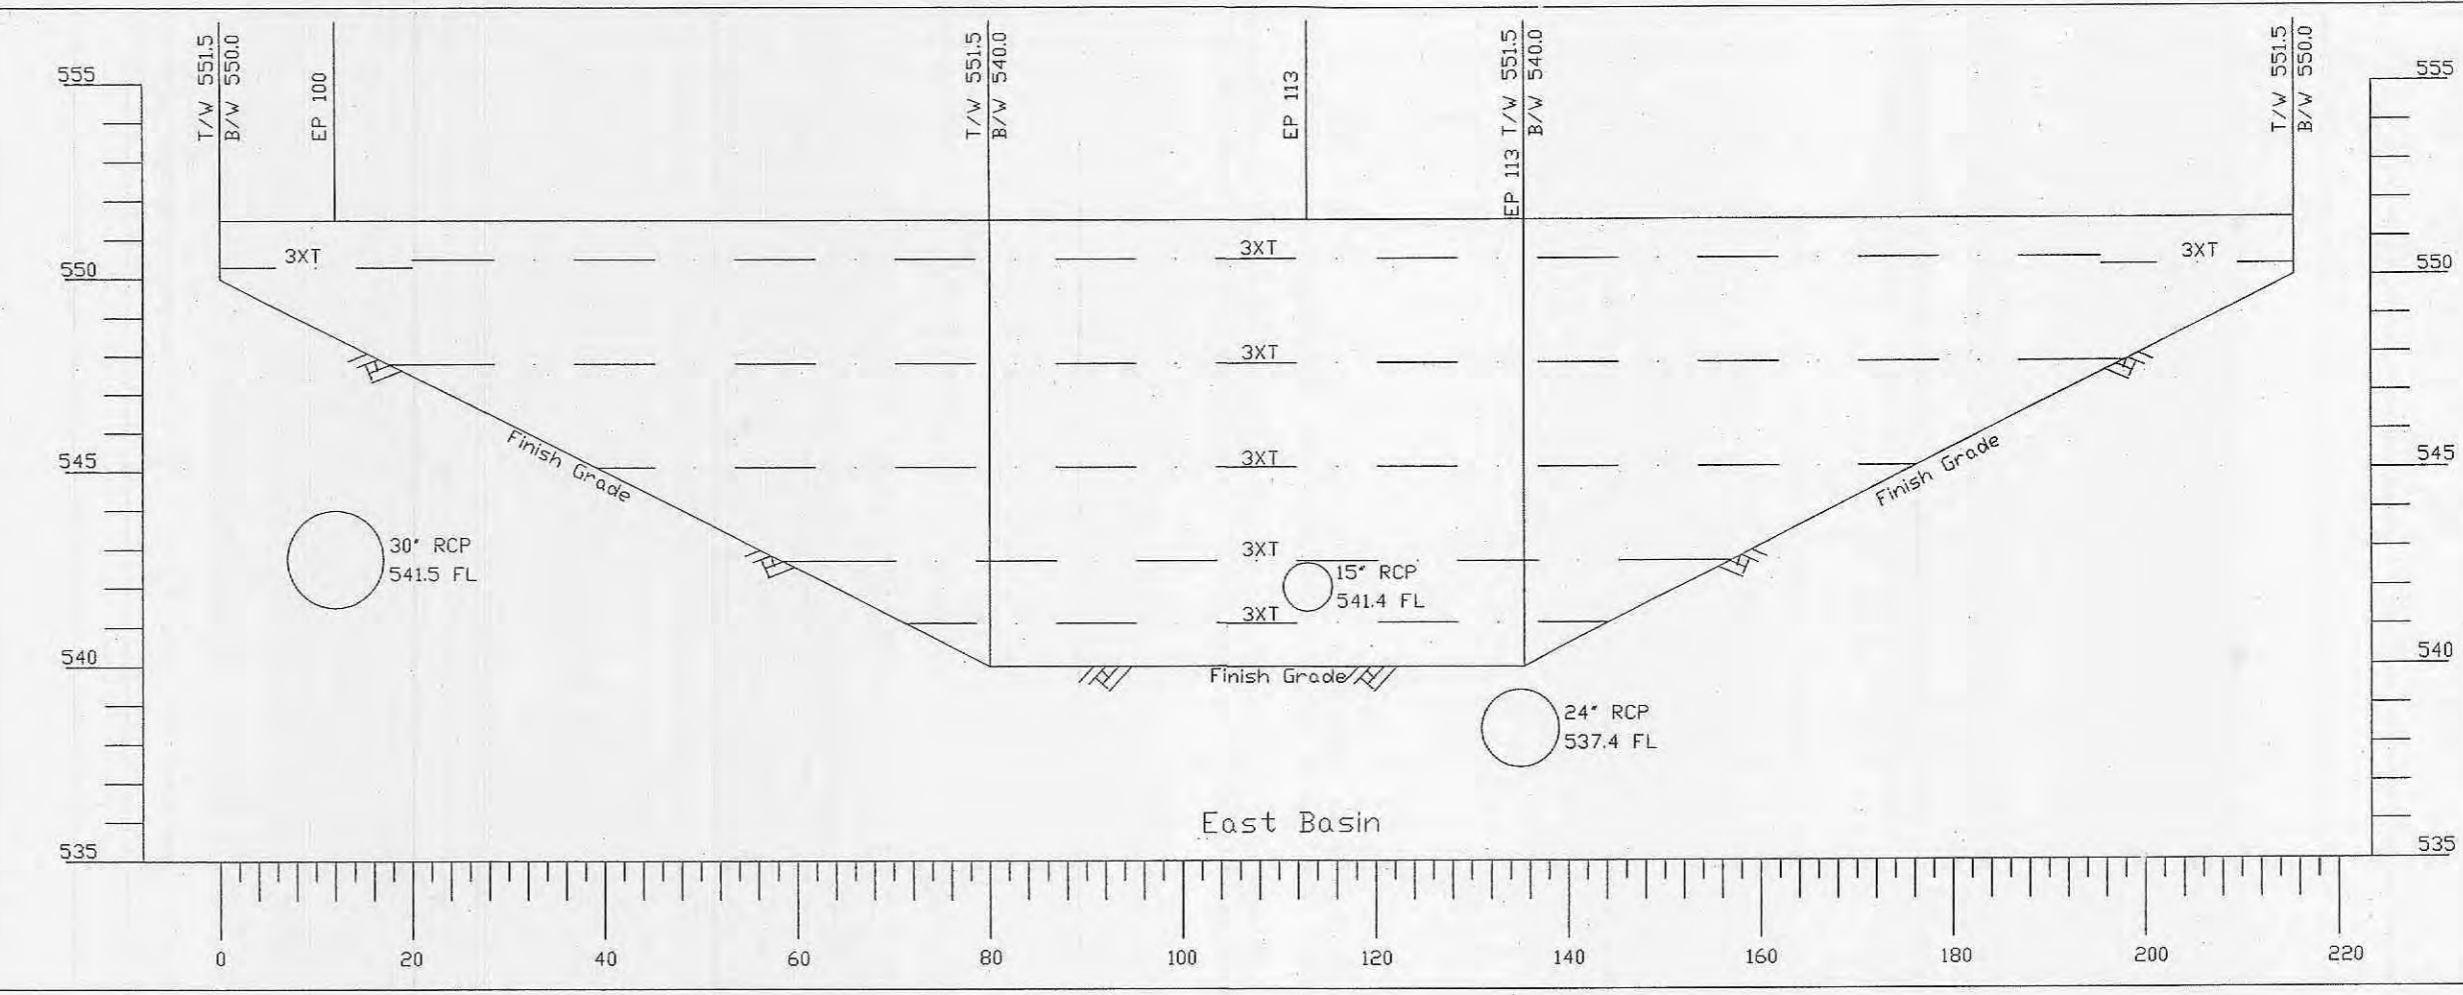 T/W 551.5
B/W 550.0
EP 100
T/W 551.5
B/W 540.0
EP 113
EP 113 T/W 551.5
B/W 540.0
T/W 551.5
B/W 550.0
555
555
3XT
3XT
3XT
550
550
3XT
Finish Grade
3XT
Finish Grade
545
545
30" RCP
541.5 FL
3XT
15" RCP
541.4 FL
3XT
540
540
Finish Grade
24" RCP
537.4 FL
East Basin
535
535
0 20 40 60 80 100 120 140 160 180 200 220